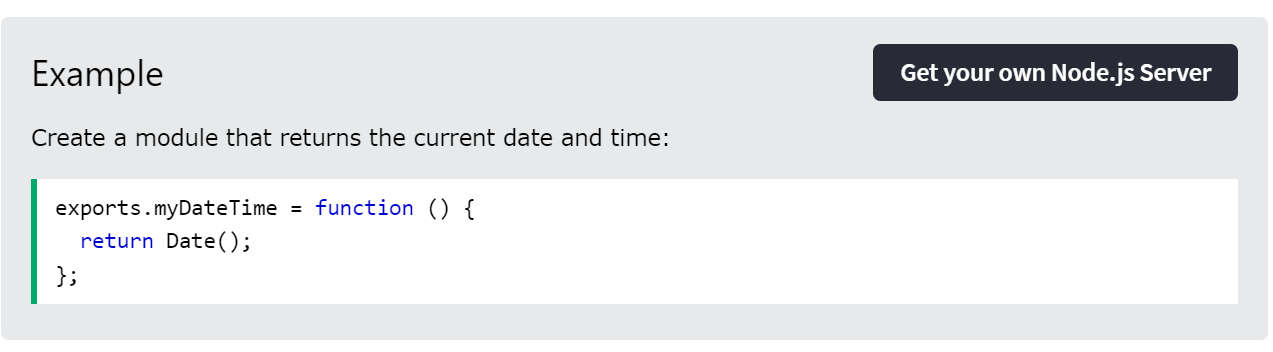 Example
Get your own Node.js Server
Create a module that returns the current date and time:
exports.myDateTime = function () {
  return Date();
};